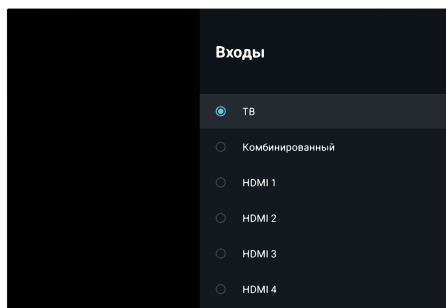 Входы
ТВ
Комбинированный
HDMI 1
HDMI 2
HDMI 3
HDMI 4